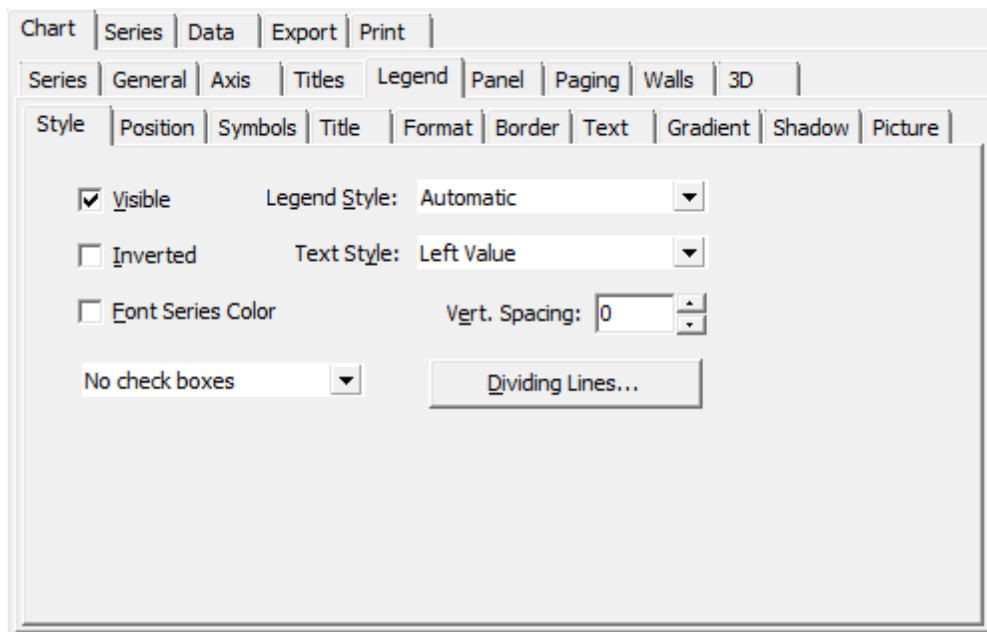 Chart Series Data Export Print
Series General Axis Titles Legend Panel Paging Walls 3D
Style Position Symbols Title Format Border Text Gradient Shadow Picture
Visible Legend Style: Automatic
Inverted Text Style: Left Value
Font Series Color Vert. Spacing: 0
No check boxes Dividing Lines...